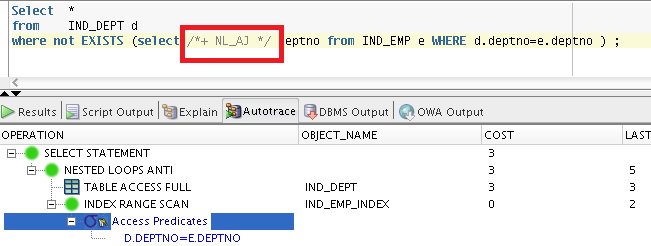 Select *
from IND_DEPT d
where not EXISTS (select /*+ NL_AJ */ eptno from IND_EMP e WHERE d.deptno=e.deptno ) ;
Results Script Output Explain Autotrace DBMS Output OWA Output
OPERATION OBJECT_NAME COST LAST
SELECT STATEMENT 3
NESTED LOOPS ANTI 3 5
TABLE ACCESS FULL IND_DEPT 3 3
INDEX RANGE SCAN IND_EMP_INDEX 0 2
Access Predicates
D.DEPTNO=E.DEPTNO